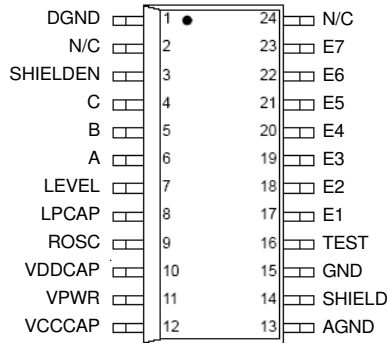 DGND 1 24 N/C
N/C 2 23 E7
SHIELDEN 3 22 E6
C 4 21 E5
B 5 20 E4
A 6 19 E3
LEVEL 7 18 E2
LPCAP 8 17 E1
ROSC 9 16 TEST
VDDCAP 10 15 GND
VPWR 11 14 SHIELD
VCCCAP 12 13 AGND